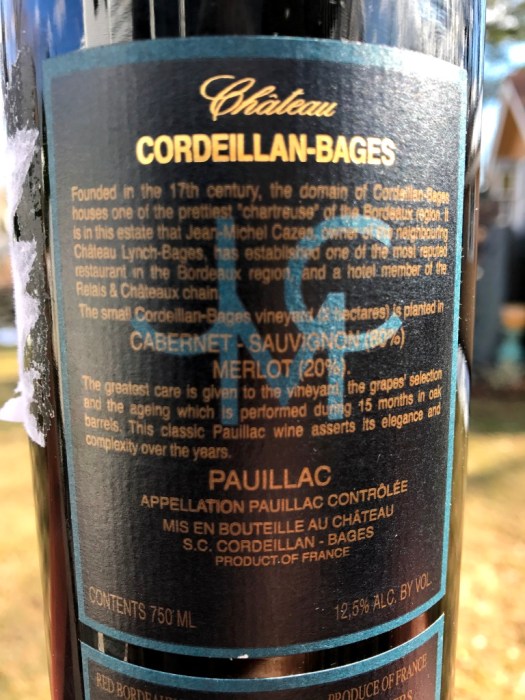 Château
CORDEILLAN-BAGES
Founded in the 17th century, the domain of Cordeillan-Bages
houses one of the prettiest "chartreuse" of the Bordeaux region. It
is in this estate that Jean-Michel Cazes, owner of the neighbouring
Château Lynch-Bages, has established one of the most reputed
restaurant in the Bordeaux region, and a hotel member of the
Relais & Châteaux chain.
The small Cordeillan-Bages vineyard (2 hectares) is planted in
CABERNET - SAUVIGNON (80%)
MERLOT (20%).
The greatest care is given to the vineyard, the grapes' selection
and the ageing which is performed during 15 months in oak
barrels. This classic Pauillac wine asserts its elegance and
complexity over the years.
PAUILLAC
APPELLATION PAUILLAC CONTRÔLÉE
MIS EN BOUTEILLE AU CHÂTEAU
S.C. CORDEILLAN - BAGES
PRODUCT OF FRANCE
CONTENTS 750 ML 12,5% ALC. BY VOL.
RED BORDEAUX PRODUCE OF FRANCE